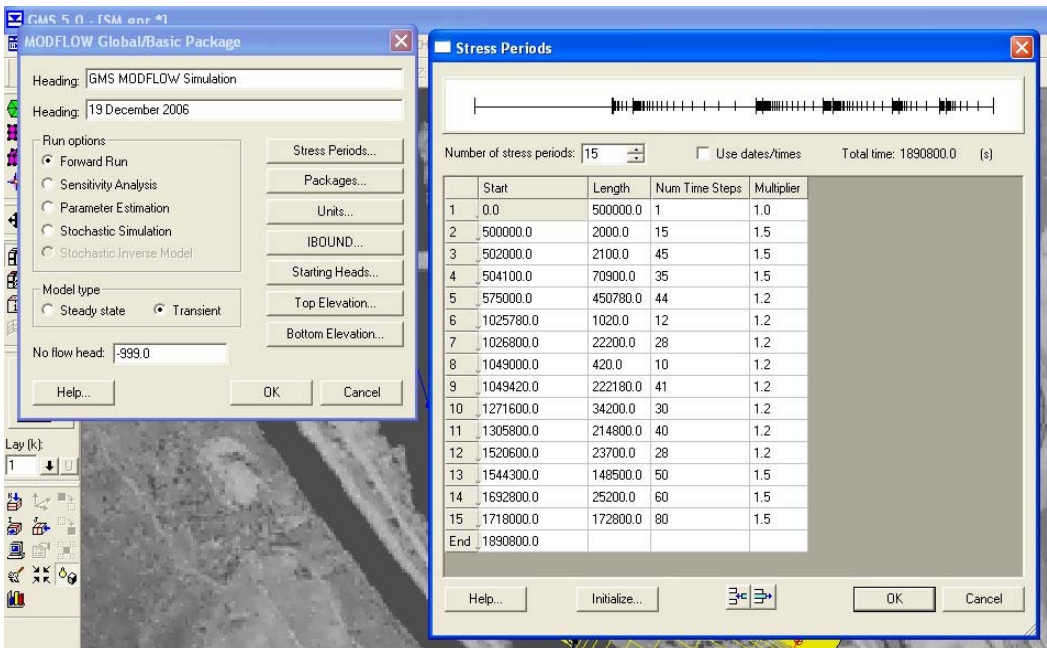 GMS 5.0 - [SM.gpr *]
MODFLOW Global/Basic Package
Heading: GMS MODFLOW Simulation
Heading: 19 December 2006
Run options
Forward Run
Sensitivity Analysis
Parameter Estimation
Stochastic Simulation
Stochastic Inverse Model
Model type
Steady state Transient
No flow head: -999.0
Stress Periods...
Packages...
Units...
IBOUND...
Starting Heads...
Top Elevation...
Bottom Elevation...
Help... OK Cancel
Lay (k):
1
Stress Periods
Number of stress periods: 15 Use dates/times Total time: 1890800.0 (s)
Start Length Num Time Steps Multiplier
1 0.0 500000.0 1 1.0
2 500000.0 2000.0 15 1.5
3 502000.0 2100.0 45 1.5
4 504100.0 70900.0 35 1.5
5 575000.0 450780.0 44 1.2
6 1025780.0 1020.0 12 1.2
7 1026800.0 22200.0 28 1.2
8 1049000.0 420.0 10 1.2
9 1049420.0 222180.0 41 1.2
10 1271600.0 34200.0 30 1.2
11 1305800.0 214800.0 40 1.2
12 1520600.0 23700.0 28 1.2
13 1544300.0 148500.0 50 1.5
14 1692800.0 25200.0 60 1.5
15 1718000.0 172800.0 80 1.5
End 1890800.0
Help... Initialize... OK Cancel